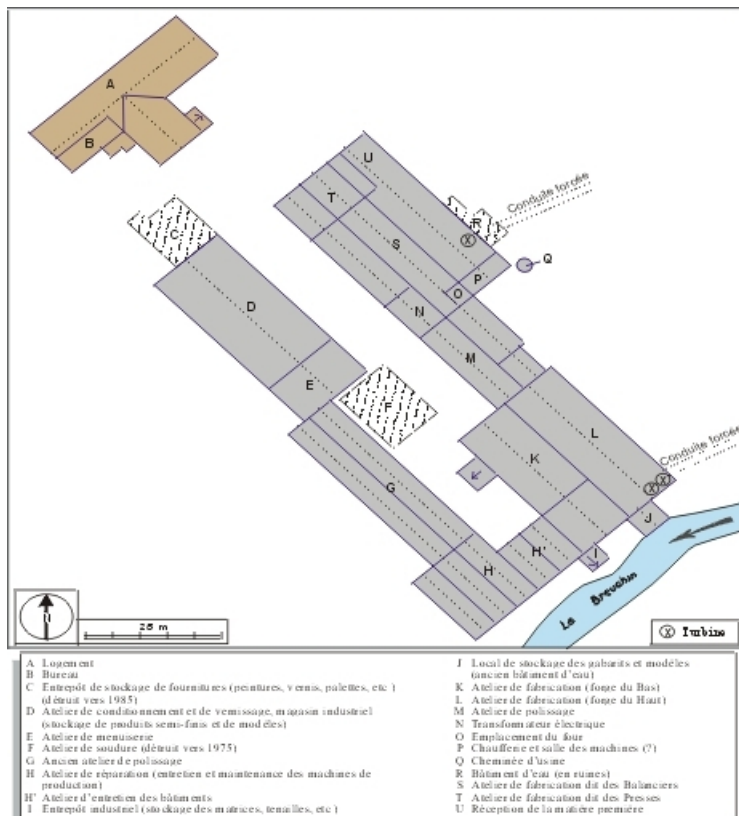 A
B
U
T
Conduite forcée
R
C
S
Q
P
O
D
N
M
E
F
L
Conduite forcée
K
G
J
H'
I
H
La Breuchin
N
25 m
Turbine
A Logement
B Bureau
C Entrepôt de stockage de fournitures (peintures, vernis, palettes, etc )
(détruit vers 1985)
D Atelier de conditionnement et de vernissage, magasin industriel
(stockage de produits semi-finis et de modèles)
E Atelier de menuiserie
F Atelier de soudure (détruit vers 1975)
G Ancien atelier de polissage
H Atelier de réparation (entretien et maintenance des machines de
production)
H' Atelier d'entretien des bâtiments
I Entrepôt industriel (stockage des matrices, tenailles, etc )
J Local de stockage des gabarits et modèles
(ancien bâtiment d'eau)
K Atelier de fabrication (forge du Bas)
L Atelier de fabrication (forge du Haut)
M Atelier de polissage
N Transformateur électrique
O Emplacement du four
P Chaufferie et salle des machines (?)
Q Cheminée d'usine
R Bâtiment d'eau (en ruines)
S Atelier de fabrication dit des Balanciers
T Atelier de fabrication dit des Presses
U Réception de la matière première